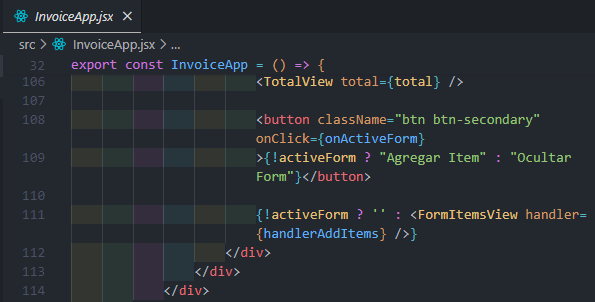 InvoiceApp.jsx ×
src > InvoiceApp.jsx > ...
32 export const InvoiceApp = () => {
106 <TotalView total={total} />
107
108 <button className="btn btn-secondary"
onClick={onActiveForm}
109 >{!activeForm ? "Agregar Item" : "Ocultar
Form"}</button>
110
111 {!activeForm ? '' : <FormItemsView handler=
{handlerAddItems} />}
112 </div>
113 </div>
114 </div>